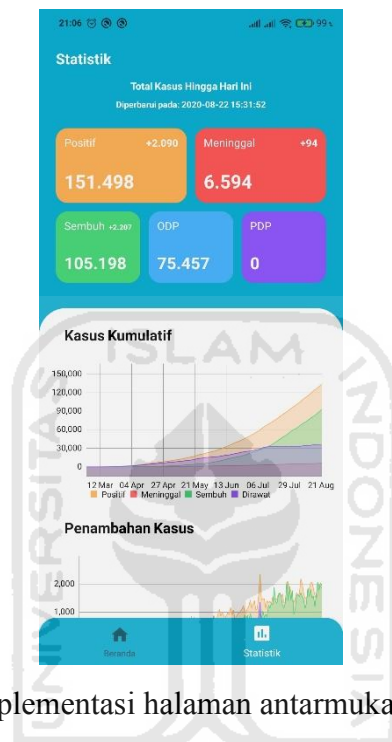 21:06 99
Statistik
Total Kasus Hingga Hari Ini
Diperbarui pada: 2020-08-22 15:31:52
Positif +2.090
151.498
Meninggal +94
6.594
Sembuh +2.207
105.198
ODP
75.457
PDP
0
Kasus Kumulatif
150,000
120,000
90,000
60,000
30,000
0
12 Mar 04 Apr 27 Apr 21 May 13 Jun 06 Jul 29 Jul 21 Aug
Positif Meninggal Sembuh Dirawat
Penambahan Kasus
2,000
1,000
Beranda
Statistik
plementasi halaman antarmuka
UNIVERSITAS
ISLAM
INDONESIA